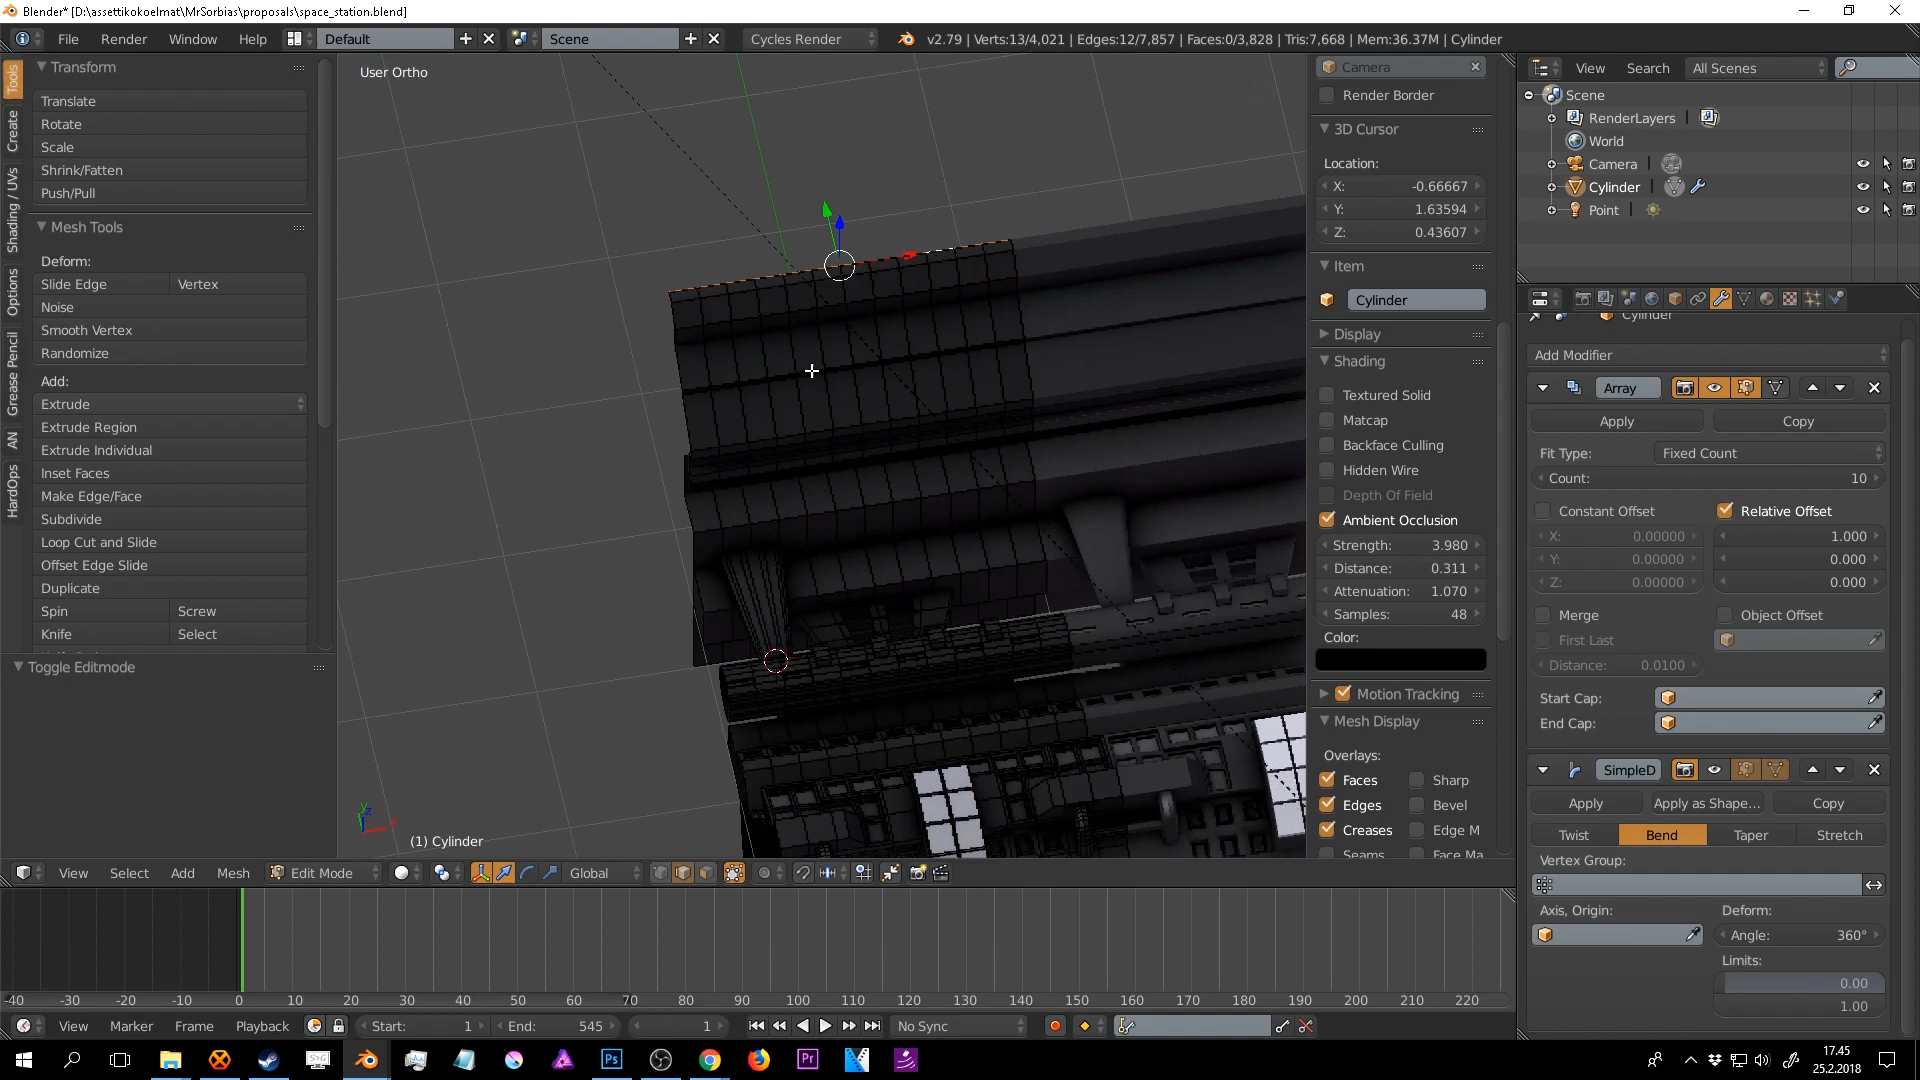 Blender* [D:\assettikokoelmat\MrSorbias\proposals\space_station.blend]
File Render Window Help Default Scene Cycles Render v2.79 | Verts:13/4,021 | Edges:12/7,857 | Faces:0/3,828 | Tris:7,668 | Mem:36.37M | Cylinder
Tools
Create
Shading / UVs
Options
Grease Pencil
AN
HardOps
Transform
Translate
Rotate
Scale
Shrink/Fatten
Push/Pull
Mesh Tools
Deform:
Slide Edge Vertex
Noise
Smooth Vertex
Randomize
Add:
Extrude
Extrude Region
Extrude Individual
Inset Faces
Make Edge/Face
Subdivide
Loop Cut and Slide
Offset Edge Slide
Duplicate
Spin Screw
Knife Select
Toggle Editmode
User Ortho
(1) Cylinder
Camera
Render Border
3D Cursor
Location:
X: -0.66667
Y: 1.63594
Z: 0.43607
Item
Cylinder
Display
Shading
Textured Solid
Matcap
Backface Culling
Hidden Wire
Depth Of Field
Ambient Occlusion
Strength: 3.980
Distance: 0.311
Attenuation: 1.070
Samples: 48
Color:
Motion Tracking
Mesh Display
Overlays:
Faces Sharp
Edges Bevel
Creases Edge M
Seams Face Ma
View Search All Scenes
Scene
RenderLayers
World
Camera
Cylinder
Point
Cylinder
Add Modifier
Array
Apply Copy
Fit Type: Fixed Count
Count: 10
Constant Offset Relative Offset
X: 0.00000 1.000
Y: 0.00000 0.000
Z: 0.00000 0.000
Merge Object Offset
First Last
Distance: 0.0100
Start Cap:
End Cap:
SimpleD
Apply Apply as Shape... Copy
Twist Bend Taper Stretch
Vertex Group:
Axis, Origin: Deform:
Angle: 360°
Limits:
0.00
1.00
View Select Add Mesh Edit Mode Global
-40 -30 -20 -10 0 10 20 30 40 50 60 70 80 90 100 110 120 130 140 150 160 170 180 190 200 210 220
View Marker Frame Playback Start: 1 End: 545 1 No Sync
Ps Pr
17.45
25.2.2018